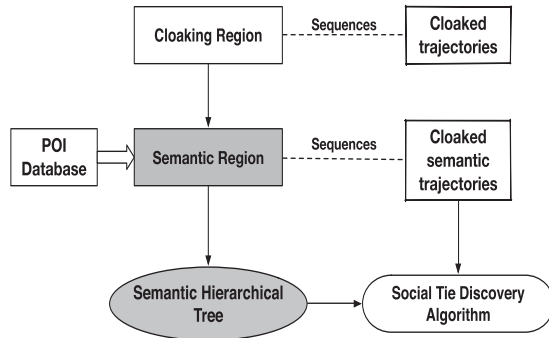 Cloaking Region
Sequences
Cloaked
trajectories
POI
Database
Semantic Region
Sequences
Cloaked
semantic
trajectories
Semantic Hierarchical
Tree
Social Tie Discovery
Algorithm